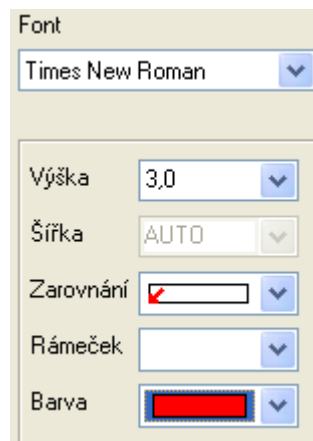 Font
Times New Roman
Výška 3,0
Šířka AUTO
Zarovnání
Rámeček
Barva